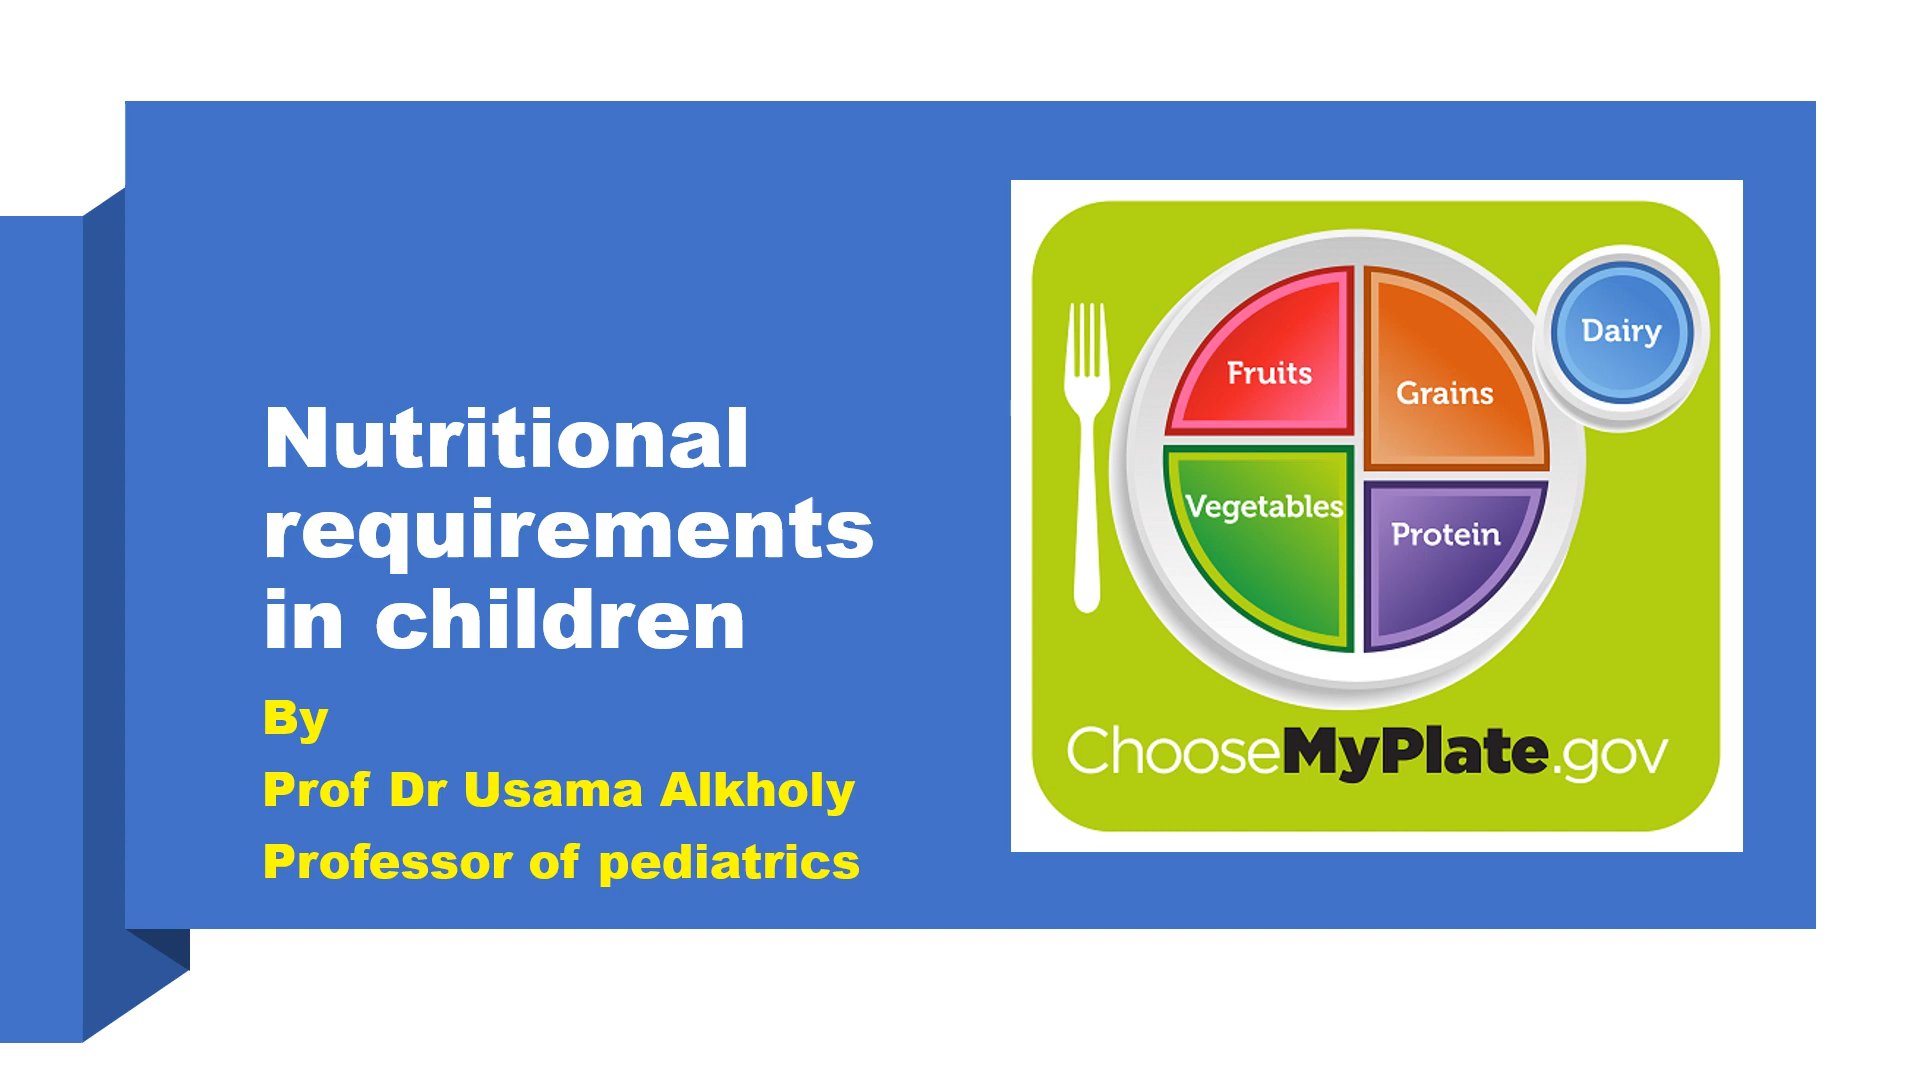 Nutritional
requirements
in children
By
Prof Dr Usama Alkholy
Professor of pediatrics
Fruits
Grains
Dairy
Vegetables
Protein
ChooseMyPlate.gov